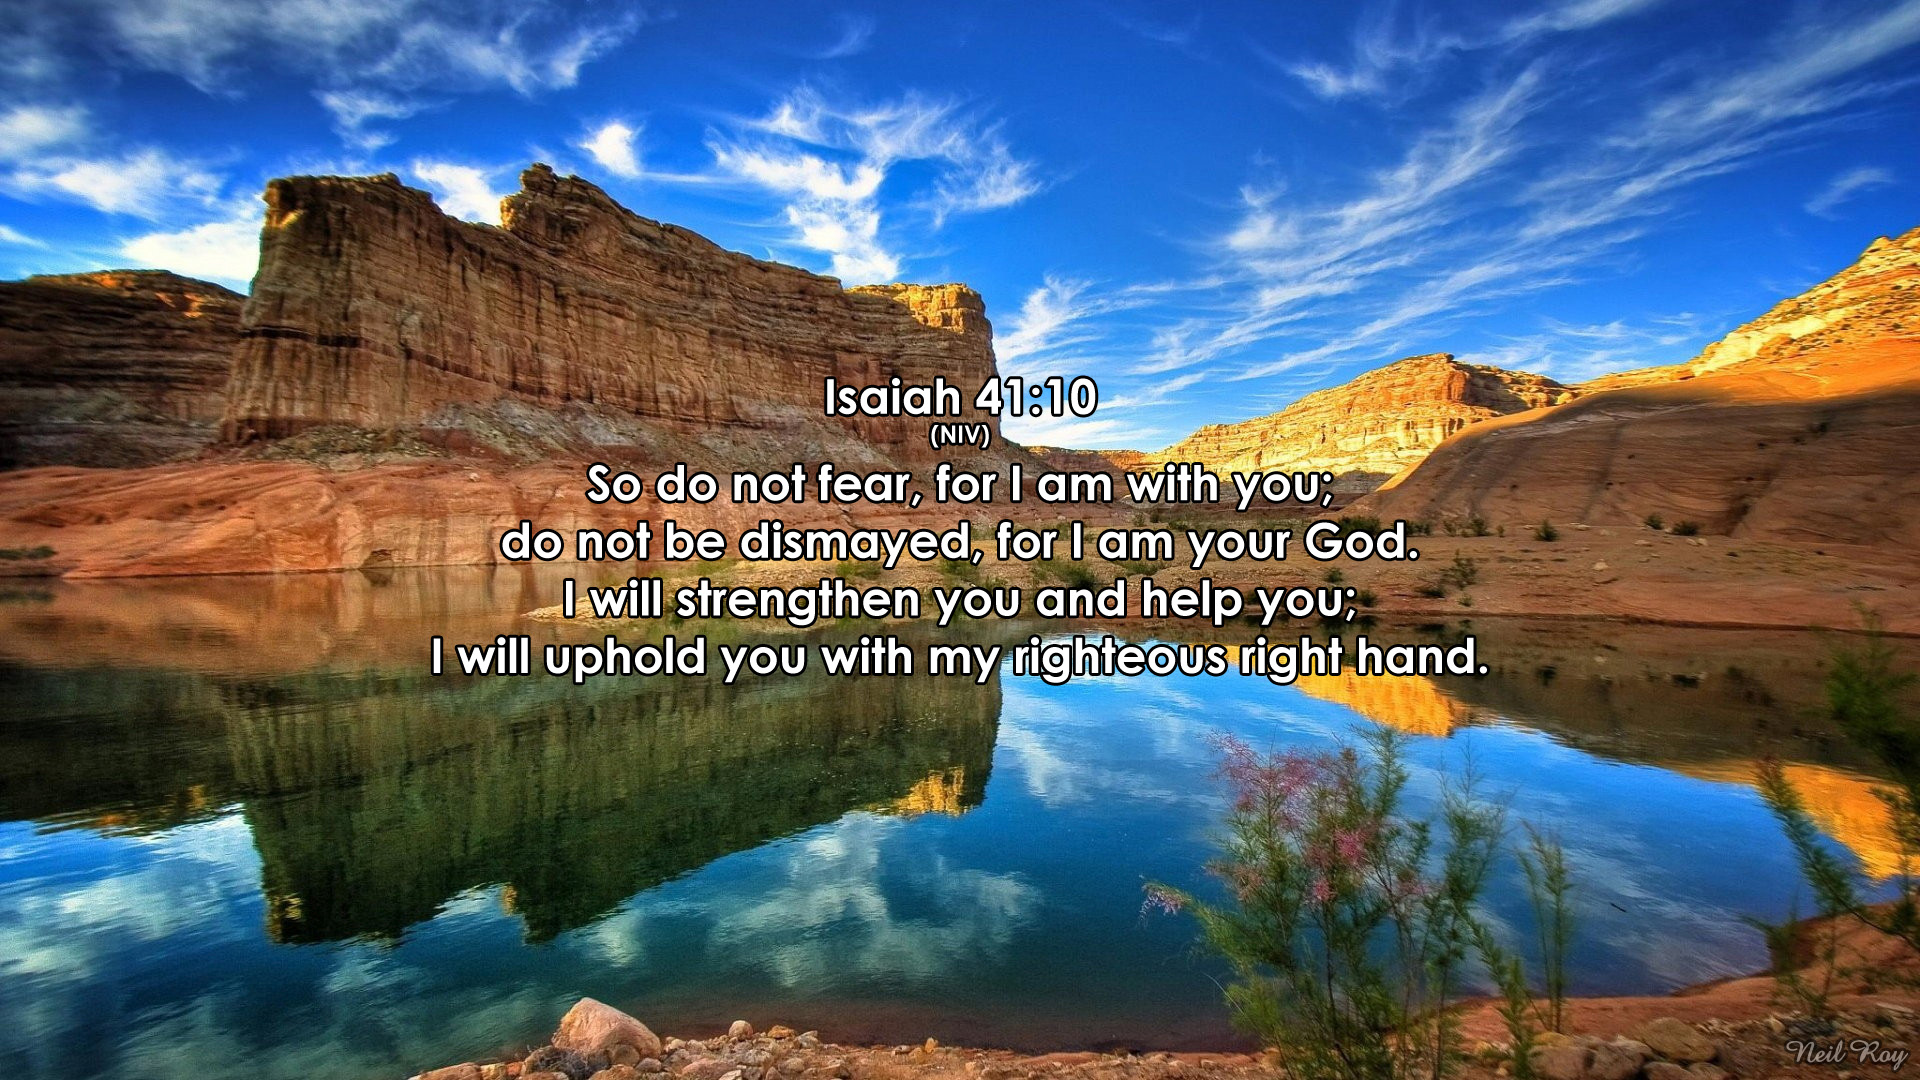 Isaiah 41:10
(NIV)
So do not fear, for I am with you;
do not be dismayed, for I am your God.
I will strengthen you and help you;
I will uphold you with my righteous right hand.
Neil Roy